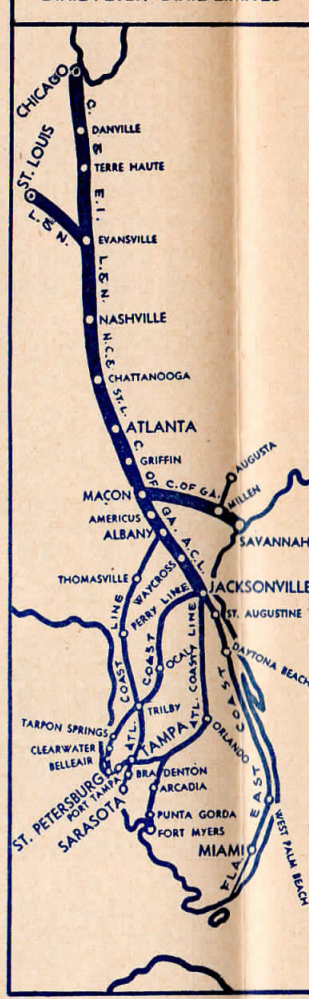 CHICAGO
C. & E. I.
DANVILLE
TERRE HAUTE
ST. LOUIS
L. & N.
EVANSVILLE
L. & N.
NASHVILLE
N. C. & ST. L.
CHATTANOOGA
ATLANTA
C. OF GA.
GRIFFIN
MACON
C. OF GA.
AUGUSTA
MILLEN
SAVANNAH
AMERICUS
ALBANY
A. C. L.
THOMASVILLE
WAYCROSS
JACKSONVILLE
PERRY LINE
ST. AUGUSTINE
ATL. COAST LINE
COAST
OCALA
ATL. COAST LINE
DAYTONA BEACH
TRILBY
TARPON SPRINGS
CLEARWATER
BELLEAIR
TAMPA
ORLANDO
ST. PETERSBURG
PORT TAMPA
SARASOTA
BRADENTON
ARCADIA
PUNTA GORDA
FORT MYERS
FLA. EAST COAST
WEST PALM BEACH
MIAMI